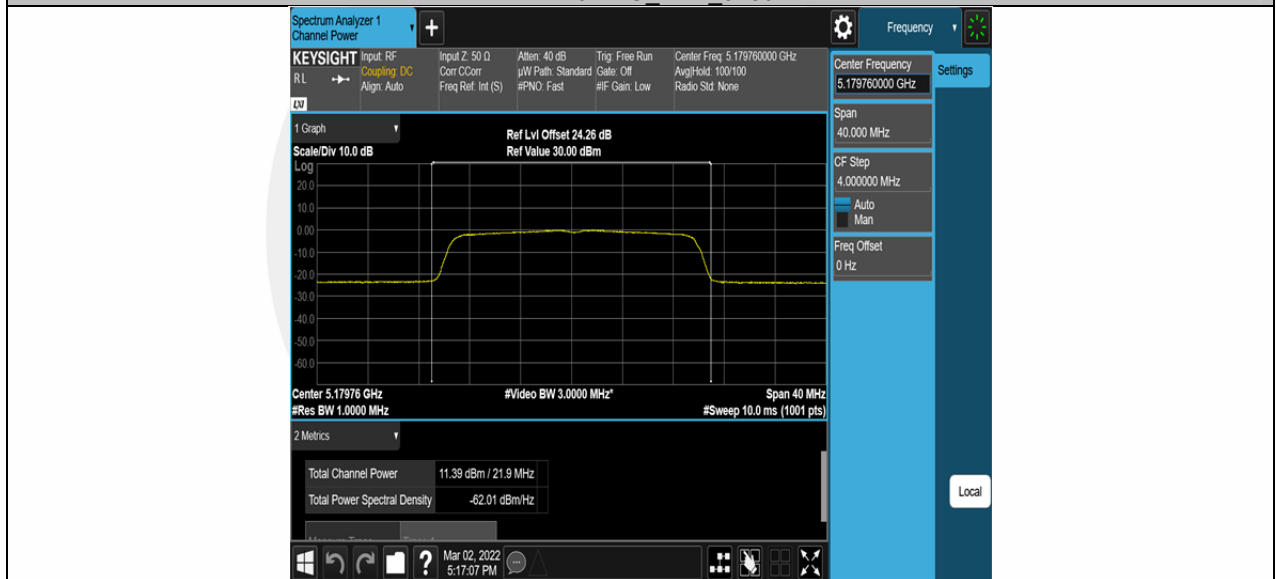 Spectrum Analyzer 1
Channel Power
+
Frequency
KEYSIGHT
RL
LXI
Input: RF
Coupling: DC
Align: Auto
Input Z: 50 Ω
Corr CCorr
Freq Ref: Int (S)
Atten: 40 dB
µW Path: Standard
#PNO: Fast
Trig: Free Run
Gate: Off
#IF Gain: Low
Center Freq: 5.179760000 GHz
Avg|Hold: 100/100
Radio Std: None
Center Frequency
5.179760000 GHz
Settings
Span
40.000 MHz
CF Step
4.000000 MHz
Auto
Man
Freq Offset
0 Hz
Local
1 Graph
Scale/Div 10.0 dB
Ref Lvl Offset 24.26 dB
Ref Value 30.00 dBm
Log
20.0
10.0
0.00
-10.0
-20.0
-30.0
-40.0
-50.0
-60.0
Center 5.17976 GHz
#Res BW 1.0000 MHz
#Video BW 3.0000 MHz*
Span 40 MHz
#Sweep 10.0 ms (1001 pts)
2 Metrics
Total Channel Power 11.39 dBm / 21.9 MHz
Total Power Spectral Density -62.01 dBm/Hz
?
Mar 02, 2022
5:17:07 PM